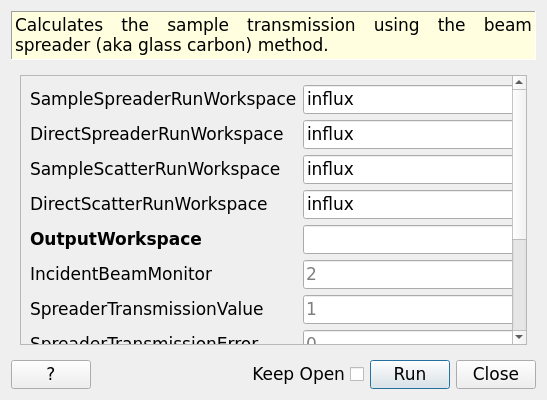 Calculates the sample transmission using the beam
spreader (aka glass carbon) method.
SampleSpreaderRunWorkspace influx
DirectSpreaderRunWorkspace influx
SampleScatterRunWorkspace influx
DirectScatterRunWorkspace influx
OutputWorkspace
IncidentBeamMonitor 2
SpreaderTransmissionValue 1
SpreaderTransmissionError 0
? Keep Open Run Close